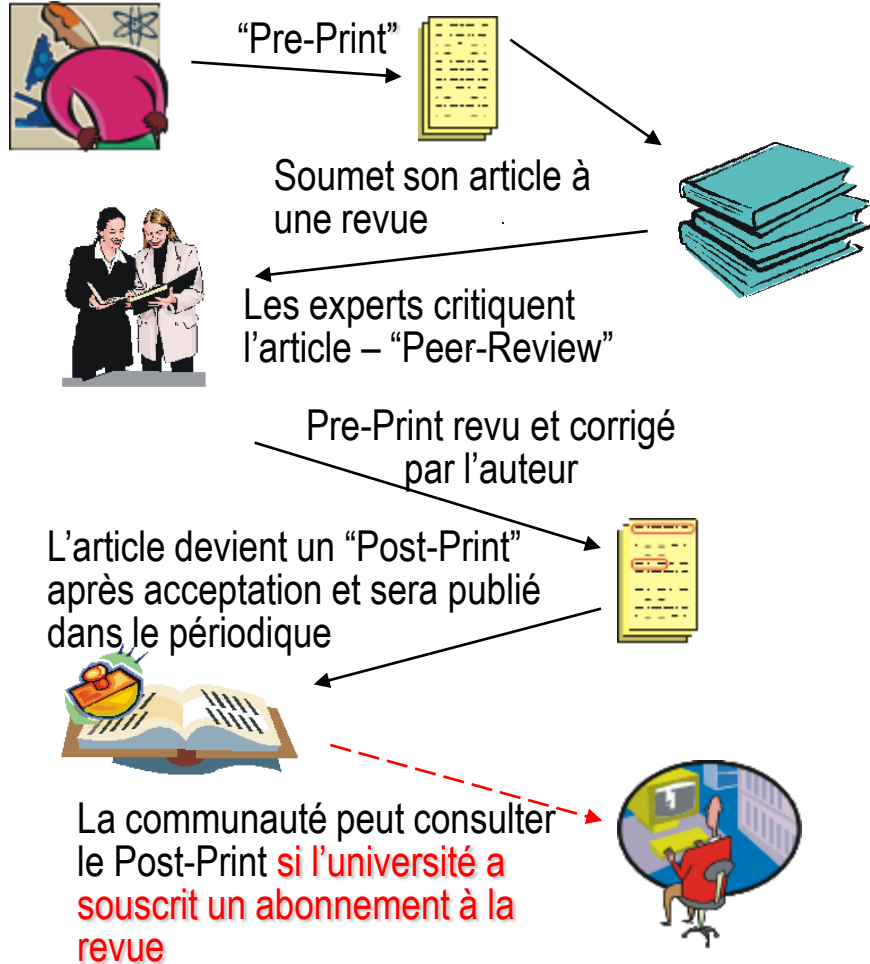 “Pre-Print”
Soumet son article à
une revue
Les experts critiquent
l’article – “Peer-Review”
Pre-Print revu et corrigé
par l’auteur
L’article devient un “Post-Print”
après acceptation et sera publié
dans le périodique
La communauté peut consulter
le Post-Print si l’université a
souscrit un abonnement à la
revue